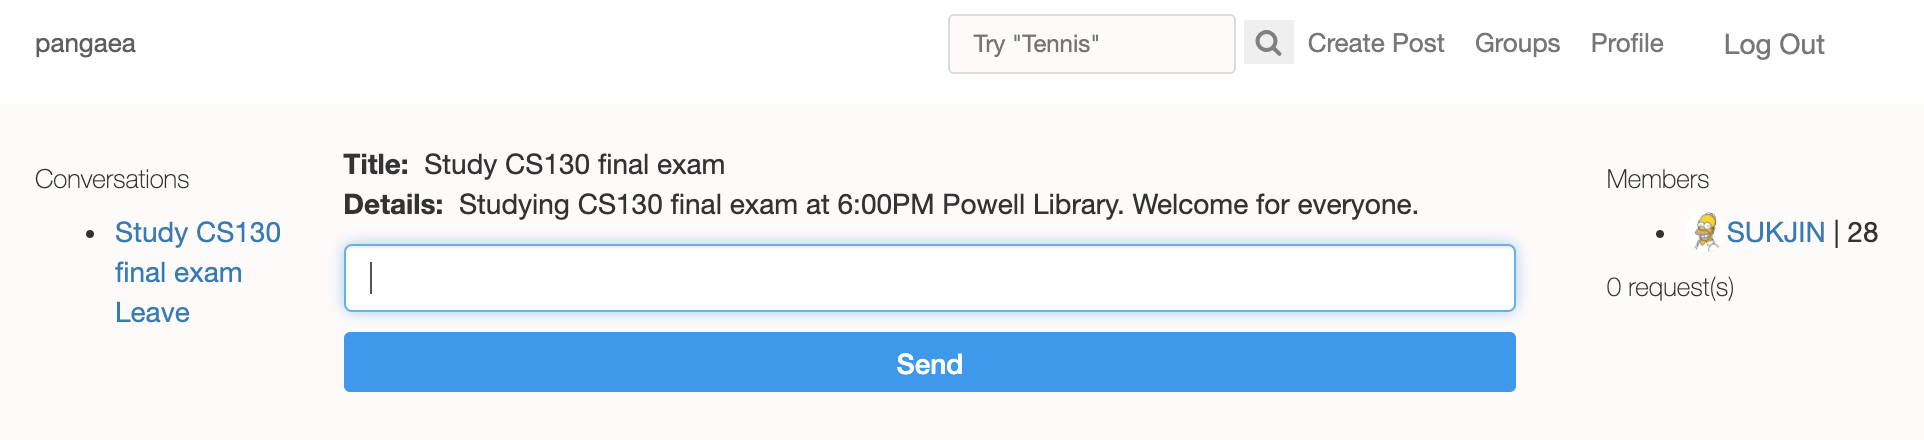 pangaea
Try "Tennis"
Create Post
Groups
Profile
Log Out
Conversations
Study CS130
final exam
Leave
Title: Study CS130 final exam
Details: Studying CS130 final exam at 6:00PM Powell Library. Welcome for everyone.
Send
Members
SUKJIN | 28
0 request(s)